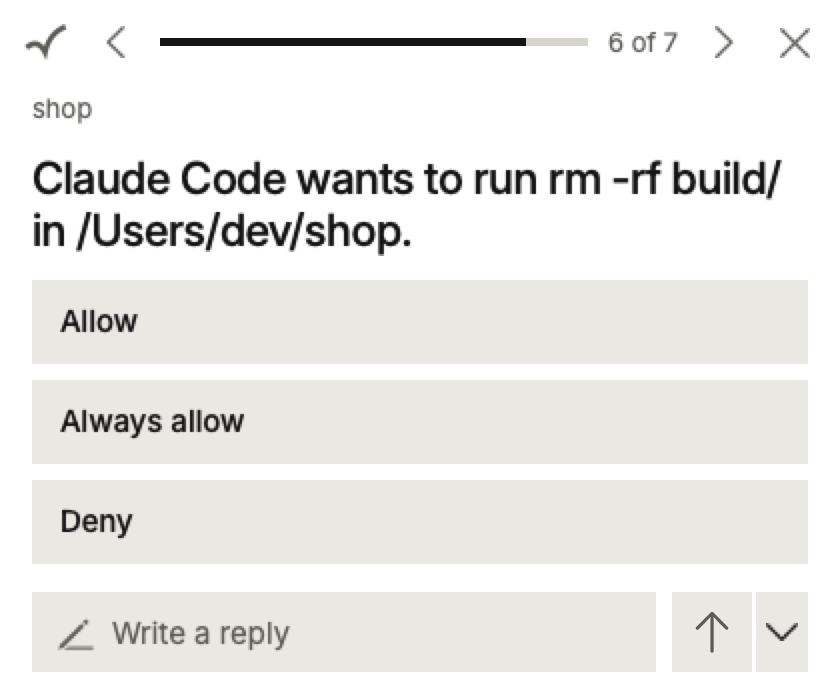 6 of 7
shop
Claude Code wants to run rm -rf build/
in /Users/dev/shop.
Allow
Always allow
Deny
Write a reply